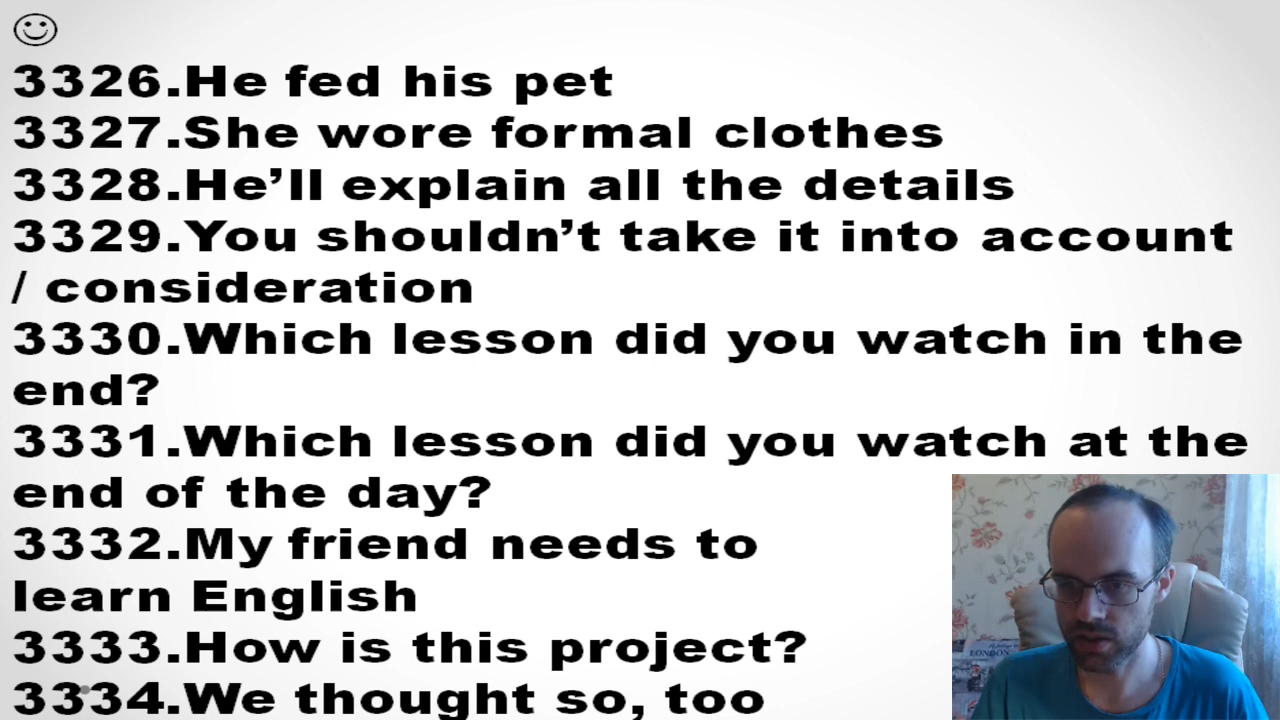 3326.He fed his pet
3327.She wore formal clothes
3328.He’ll explain all the details
3329.You shouldn’t take it into account
/ consideration
3330.Which lesson did you watch in the
end?
3331.Which lesson did you watch at the
end of the day?
3332.My friend needs to
learn English
3333.How is this project?
3334.We thought so, too
LONDON